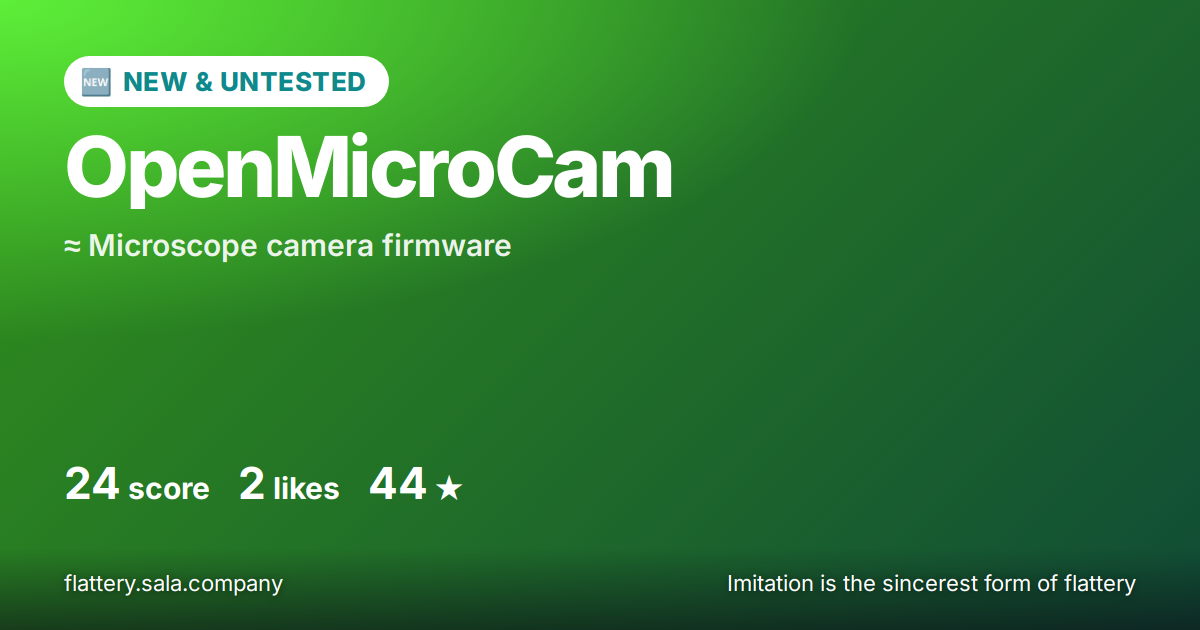 🆕 NEW & UNTESTED
OpenMicroCam
≈ Microscope camera firmware
24 score 2 likes 44 ★
flattery.sala.company
Imitation is the sincerest form of flattery